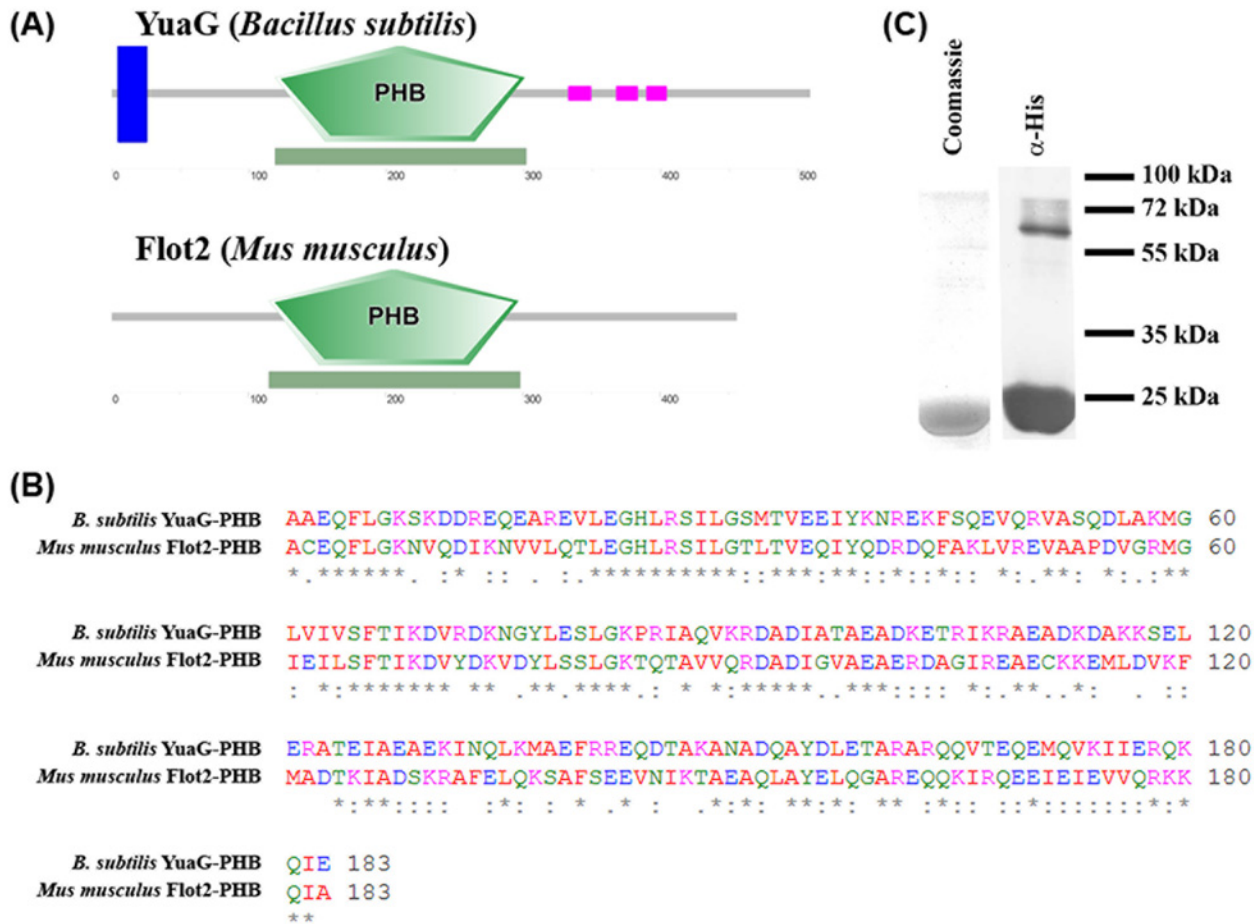 (A)
YuaG (Bacillus subtilis)
PHB
0 100 200 300 400 500
Flot2 (Mus musculus)
PHB
0 100 200 300 400
(C)
Coomassie
α-His
100 kDa
72 kDa
55 kDa
35 kDa
25 kDa
(B)
B. subtilis YuaG-PHB AAEQFLGKSKDDREQEAREVLEGHLRSILGSMTVEEIYKNREKFSQEVQRVASQDLAKMG 60
Mus musculus Flot2-PHB ACEQFLGKNVQDIKNVVLQTLEGHLRSILGTLTVEQIYQDRDQFAKLVREVAAPDVGRMG 60
*.****** . :* :: . :.***********::***:**::*::*:: *:.**: *:.:**
B. subtilis YuaG-PHB LVIVSFTIKDVRDKNGYLESLGKPRIAQVKRDADIATAEADKETRIKRAEADKDAKKSEL 120
Mus musculus Flot2-PHB IEILSFTIKDVYDKVDYLSSLGKTQTAVVQRDADIGVAEAERDAGIREAECKKEMLDVKF 120
: *:******* ** .**.****.: * *:*****..***:::: *:.**..*: . ::
B. subtilis YuaG-PHB ERATEIAEAEKINQLKMAEFRREQDTAKANADQAYDLETARARQQVTEQEMQVKIIERQK 180
Mus musculus Flot2-PHB MADTKIADSKRAFELQKSAFSEEVNIKTAEAQLAYELQGAREQQKIRQEEIEIEVVQRKK 180
*:**:::: :*: : * .* : .*:*: **:*: ** :*:: ::*::::::::*:*
B. subtilis YuaG-PHB QIE 183
Mus musculus Flot2-PHB QIA 183
**